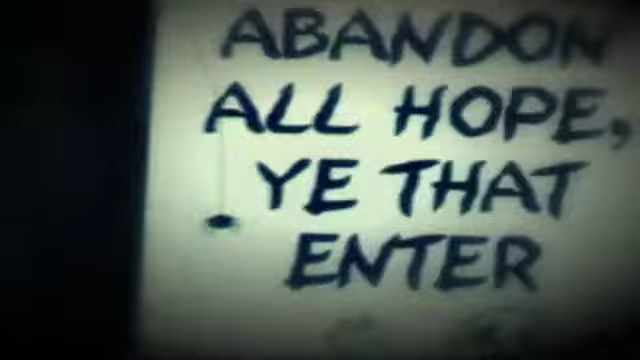 ABANDON
ALL HOPE,
YE THAT
ENTER